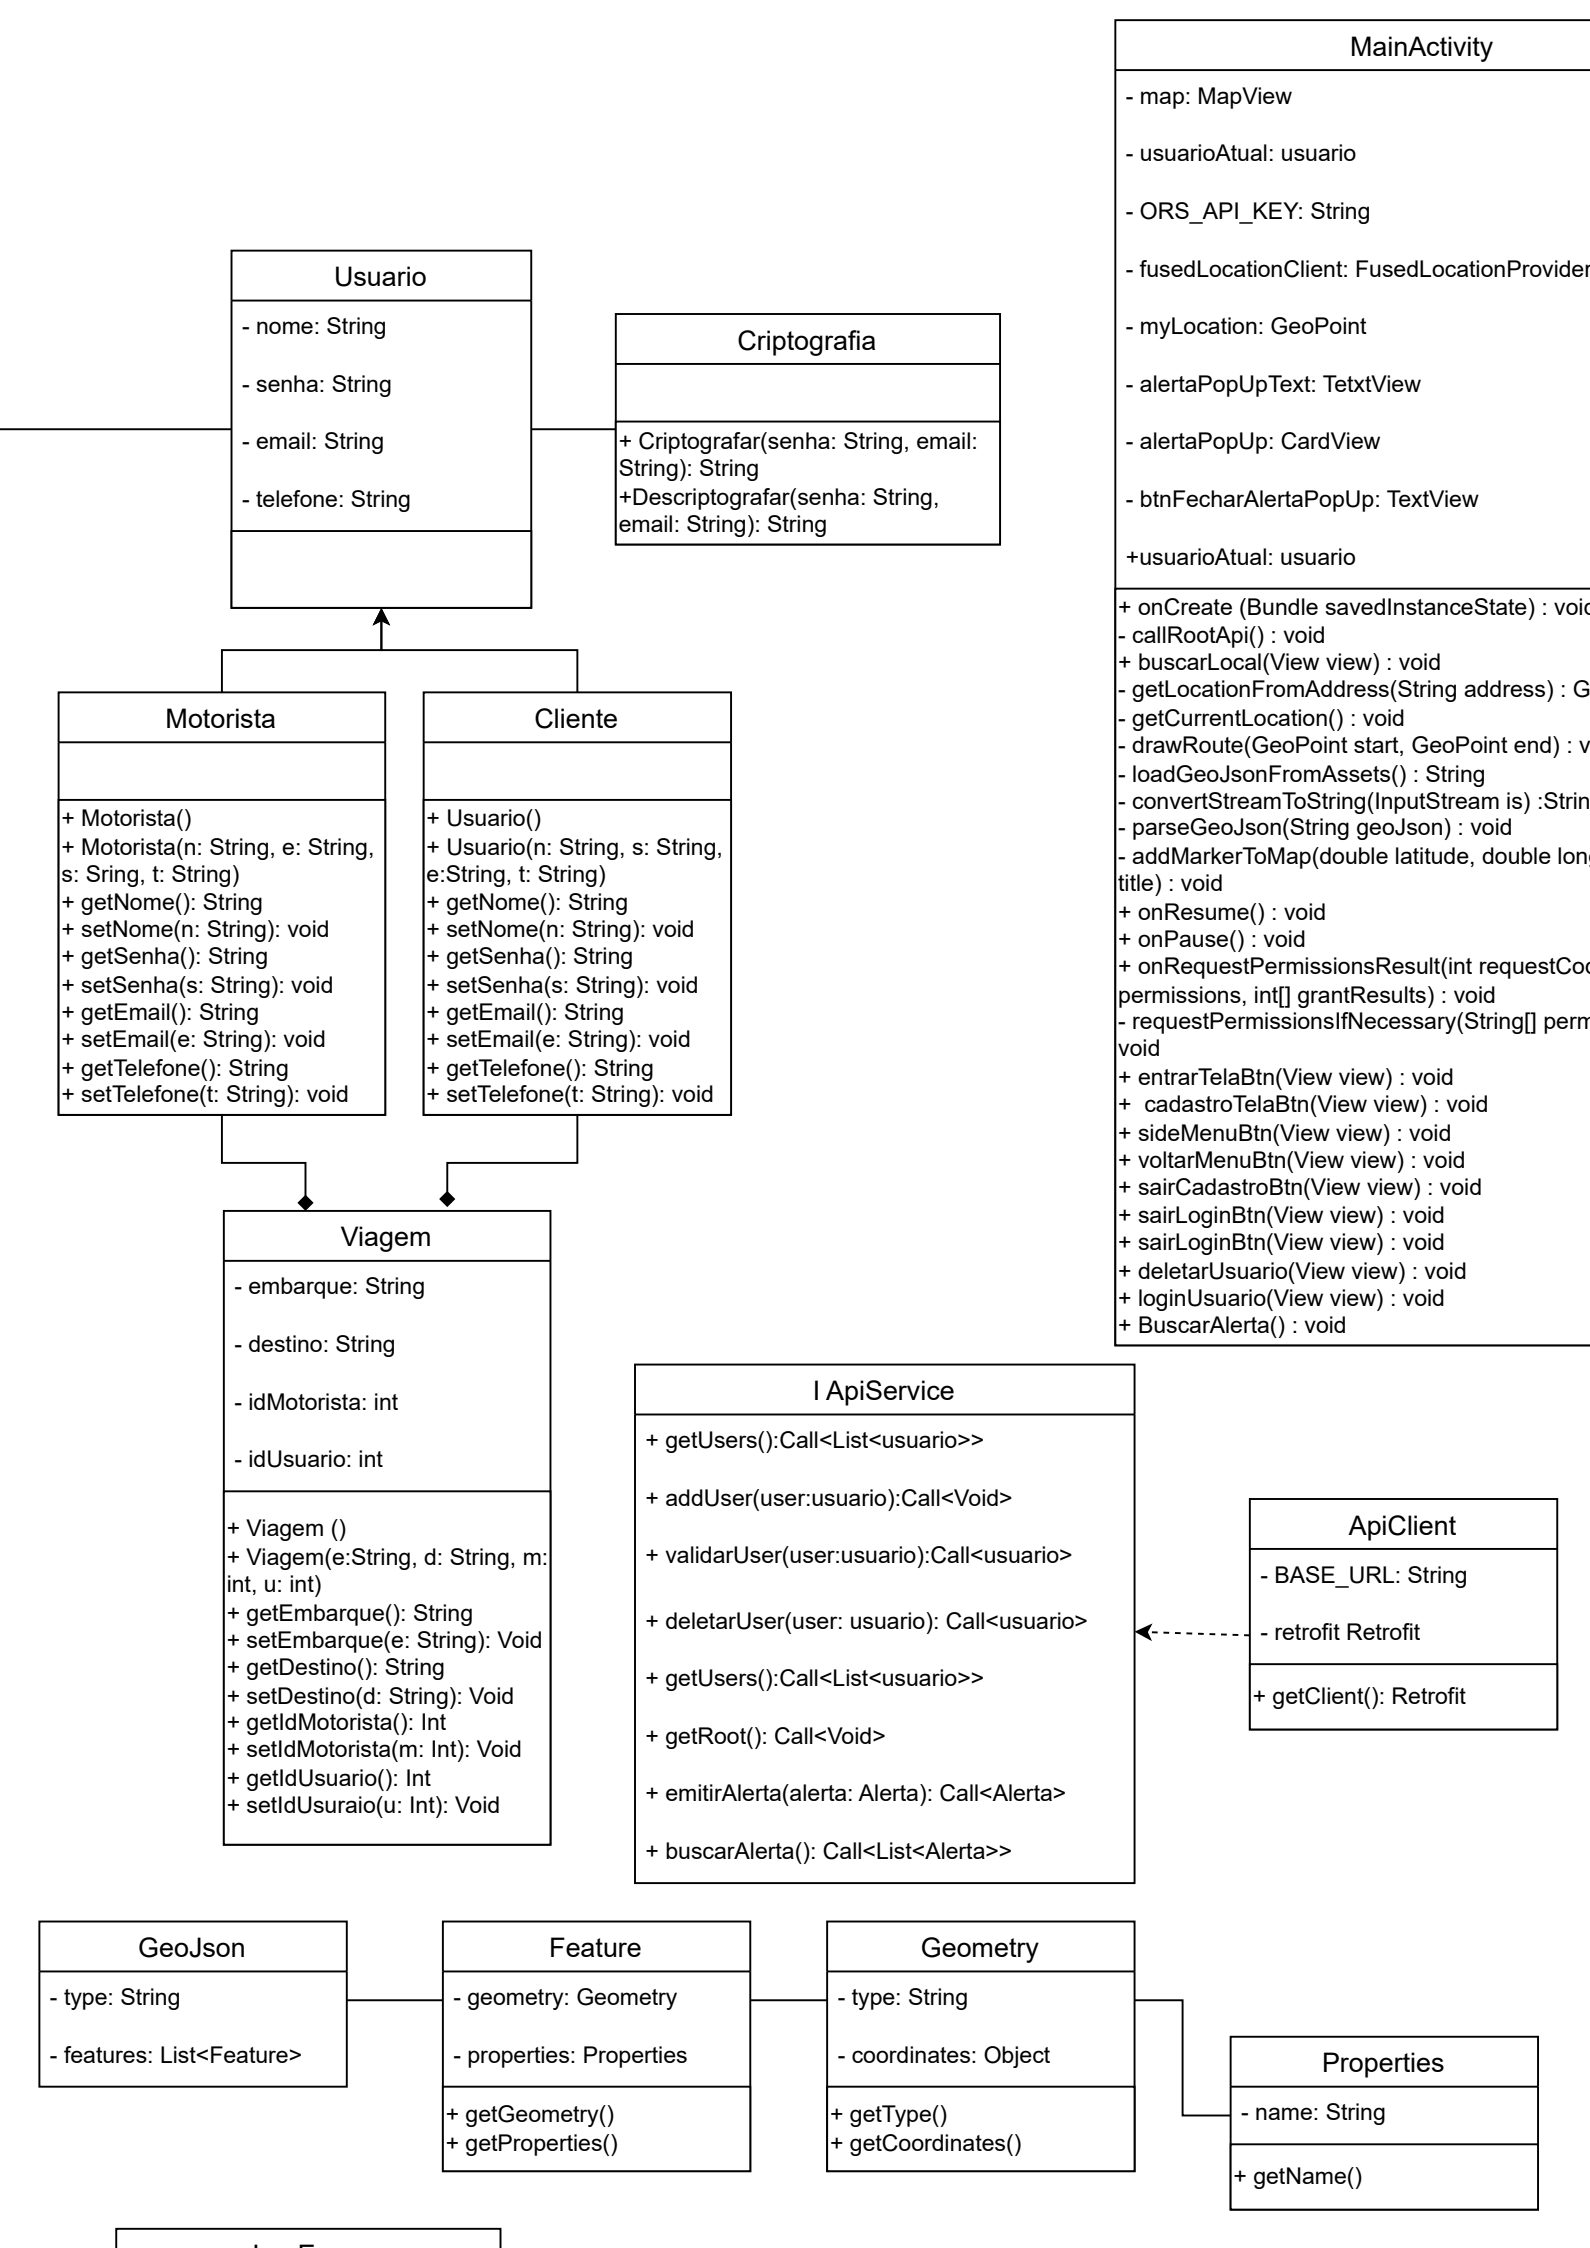 MainActivity
- map: MapView
- usuarioAtual: usuario
- ORS_API_KEY: String
- fusedLocationClient: FusedLocationProvider
- myLocation: GeoPoint
- alertaPopUpText: TetxtView
- alertaPopUp: CardView
- btnFecharAlertaPopUp: TextView
+usuarioAtual: usuario
+ onCreate (Bundle savedInstanceState) : void
- callRootApi() : void
+ buscarLocal(View view) : void
- getLocationFromAddress(String address) :
- getCurrentLocation() : void
- drawRoute(GeoPoint start, GeoPoint end) :
- loadGeoJsonFromAssets() : String
- convertStreamToString(InputStream is) :Strin
- parseGeoJson(String geoJson) : void
- addMarkerToMap(double latitude, double
title) : void
+ onResume() : void
+ onPause() : void
+ onRequestPermissionsResult(int
permissions, int[] grantResults) : void
- requestPermissionsIfNecessary(String[]
void
+ entrarTelaBtn(View view) : void
+  cadastroTelaBtn(View view) : void
+ sideMenuBtn(View view) : void
+ voltarMenuBtn(View view) : void
+ sairCadastroBtn(View view) : void
+ sairLoginBtn(View view) : void
+ sairLoginBtn(View view) : void
+ deletarUsuario(View view) : void
+ loginUsuario(View view) : void
+ BuscarAlerta() : void
Usuario
- nome: String
- senha: String
- email: String
- telefone: String
Criptografia
+ Criptografar(senha: String, email:
String): String
+Descriptografar(senha: String,
email: String): String
Motorista
+ Motorista()
+ Motorista(n: String, e: String,
s: Sring, t: String)
+ getNome(): String
+ setNome(n: String): void
+ getSenha(): String
+ setSenha(s: String): void
+ getEmail(): String
+ setEmail(e: String): void
+ getTelefone(): String
+ setTelefone(t: String): void
Cliente
+ Usuario()
+ Usuario(n: String, s: String,
e:String, t: String)
+ getNome(): String
+ setNome(n: String): void
+ getSenha(): String
+ setSenha(s: String): void
+ getEmail(): String
+ setEmail(e: String): void
+ getTelefone(): String
+ setTelefone(t: String): void
Viagem
- embarque: String
- destino: String
- idMotorista: int
- idUsuario: int
+ Viagem ()
+ Viagem(e:String, d: String, m:
int, u: int)
+ getEmbarque(): String
+ setEmbarque(e: String): Void
+ getDestino(): String
+ setDestino(d: String): Void
+ getIdMotorista(): Int
+ setIdMotorista(m: Int): Void
+ getIdUsuario(): Int
+ setIdUsuraio(u: Int): Void
I ApiService
+ getUsers():Call<List<usuario>>
+ addUser(user:usuario):Call<Void>
+ validarUser(user:usuario):Call<usuario>
+ deletarUser(user: usuario): Call<usuario>
+ getUsers():Call<List<usuario>>
+ getRoot(): Call<Void>
+ emitirAlerta(alerta: Alerta): Call<Alerta>
+ buscarAlerta(): Call<List<Alerta>>
ApiClient
- BASE_URL: String
- retrofit Retrofit
+ getClient(): Retrofit
GeoJson
- type: String
- features: List<Feature>
Feature
- geometry: Geometry
- properties: Properties
+ getGeometry()
+ getProperties()
Geometry
- type: String
- coordinates: Object
+ getType()
+ getCoordinates()
Properties
- name: String
+ getName()